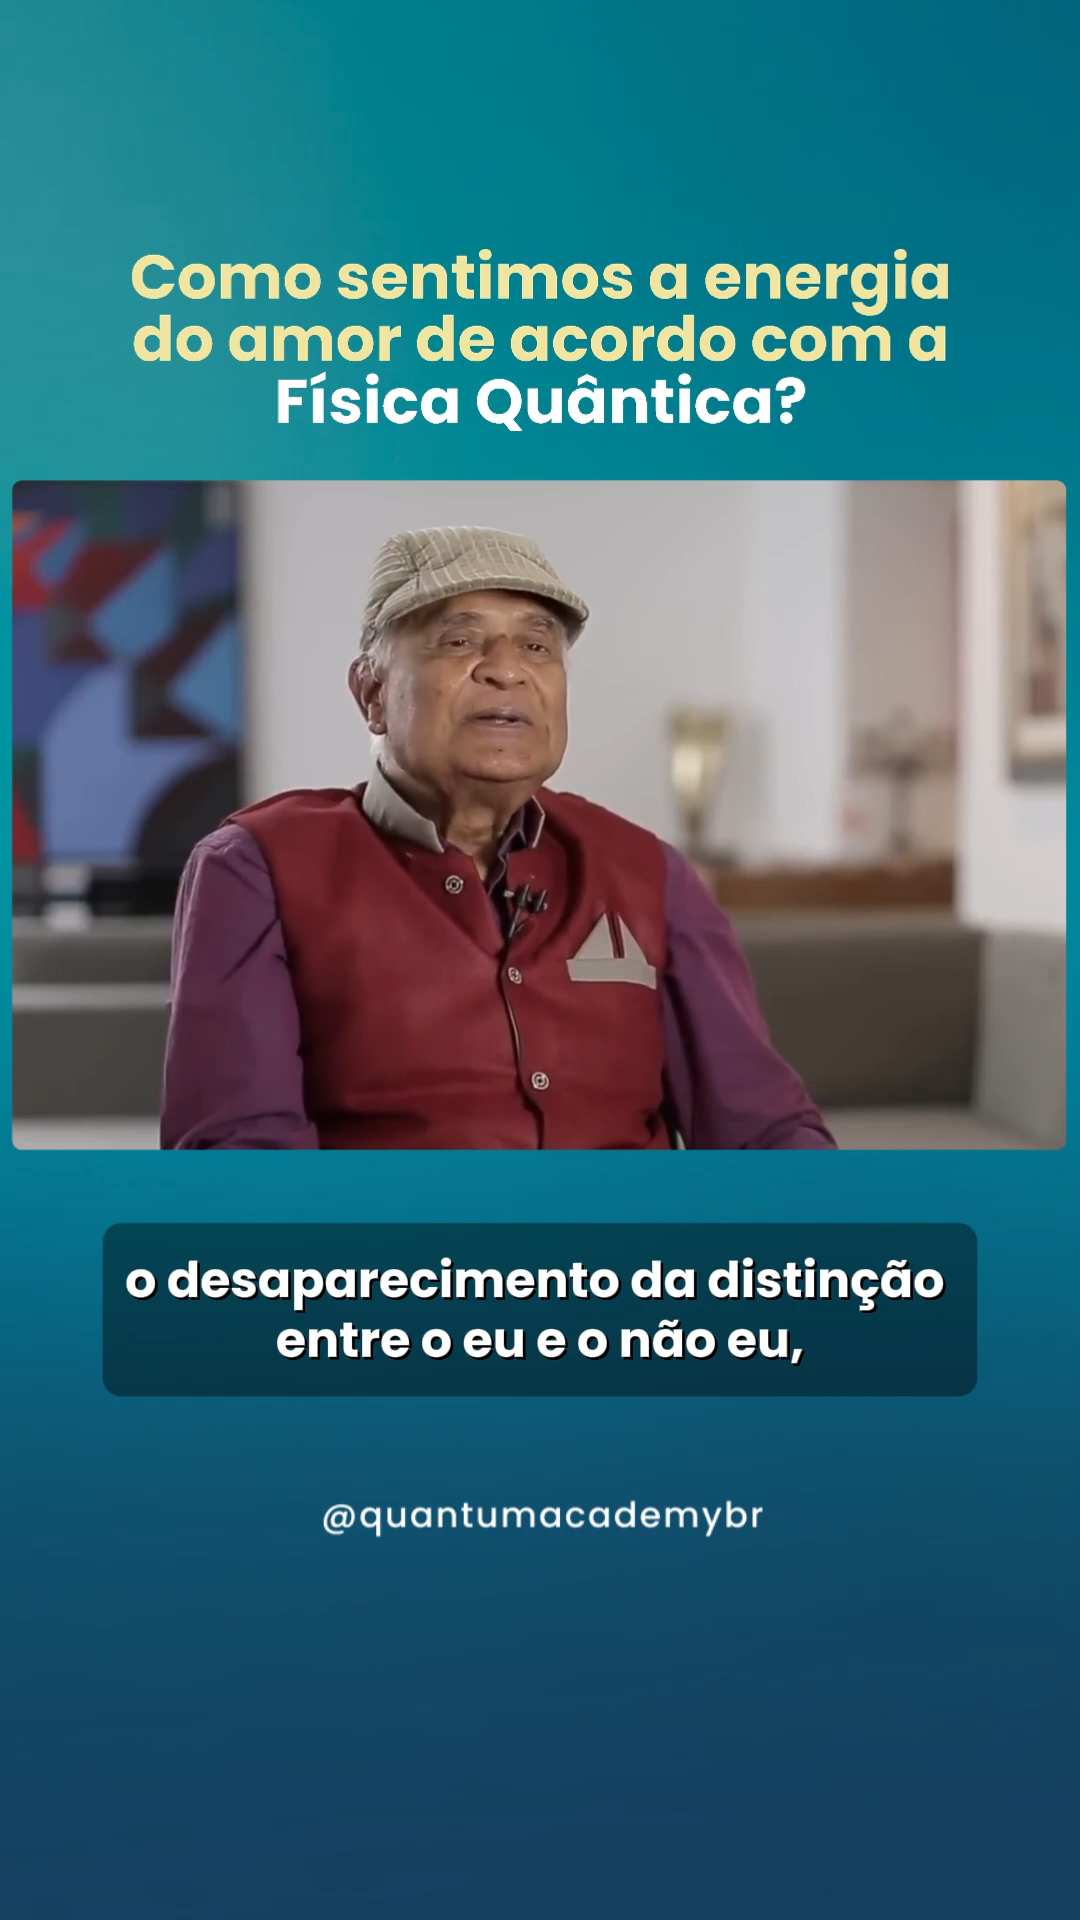 Como sentimos a energia
do amor de acordo com a
Física Quântica?
o desaparecimento da distinção
entre o eu e o não eu,
@quantumacademybr